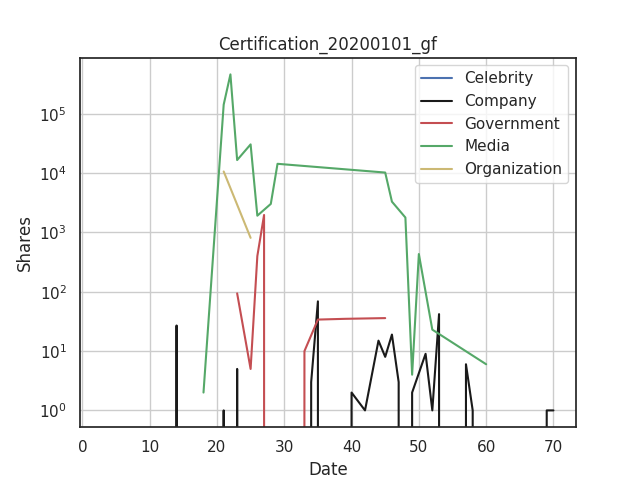 Certification_20200101_gf
Celebrity
Company
Government
Media
Organization
Shares
10^5
10^4
10^3
10^2
10^1
10^0
0 10 20 30 40 50 60 70
Date